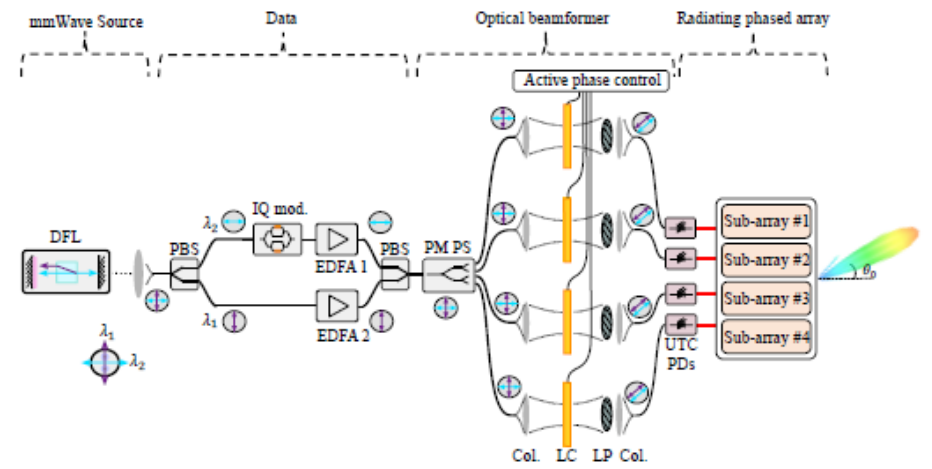 mmWave Source
Data
Optical beamformer
Radiating phased array
Active phase control
DFL
λ₁
λ₂
PBS
λ₂
IQ mod.
EDFA 1
λ₁
EDFA 2
PBS
PM PS
Col.
LC
LP
Col.
UTC
PDs
Sub-array #1
Sub-array #2
Sub-array #3
Sub-array #4
θ₀